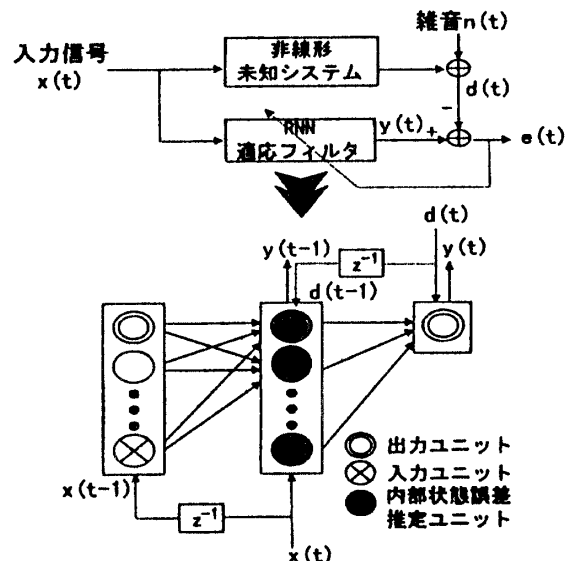 雑音n(t)
入力信号
x(t)
非線形
未知システム
d(t)
−
RNN
適応フィルタ
y(t)
+
e(t)
d(t)
y(t-1)
z⁻¹
y(t)
d(t-1)
x(t-1)
z⁻¹
x(t)
出力ユニット
入力ユニット
内部状態誤差
推定ユニット